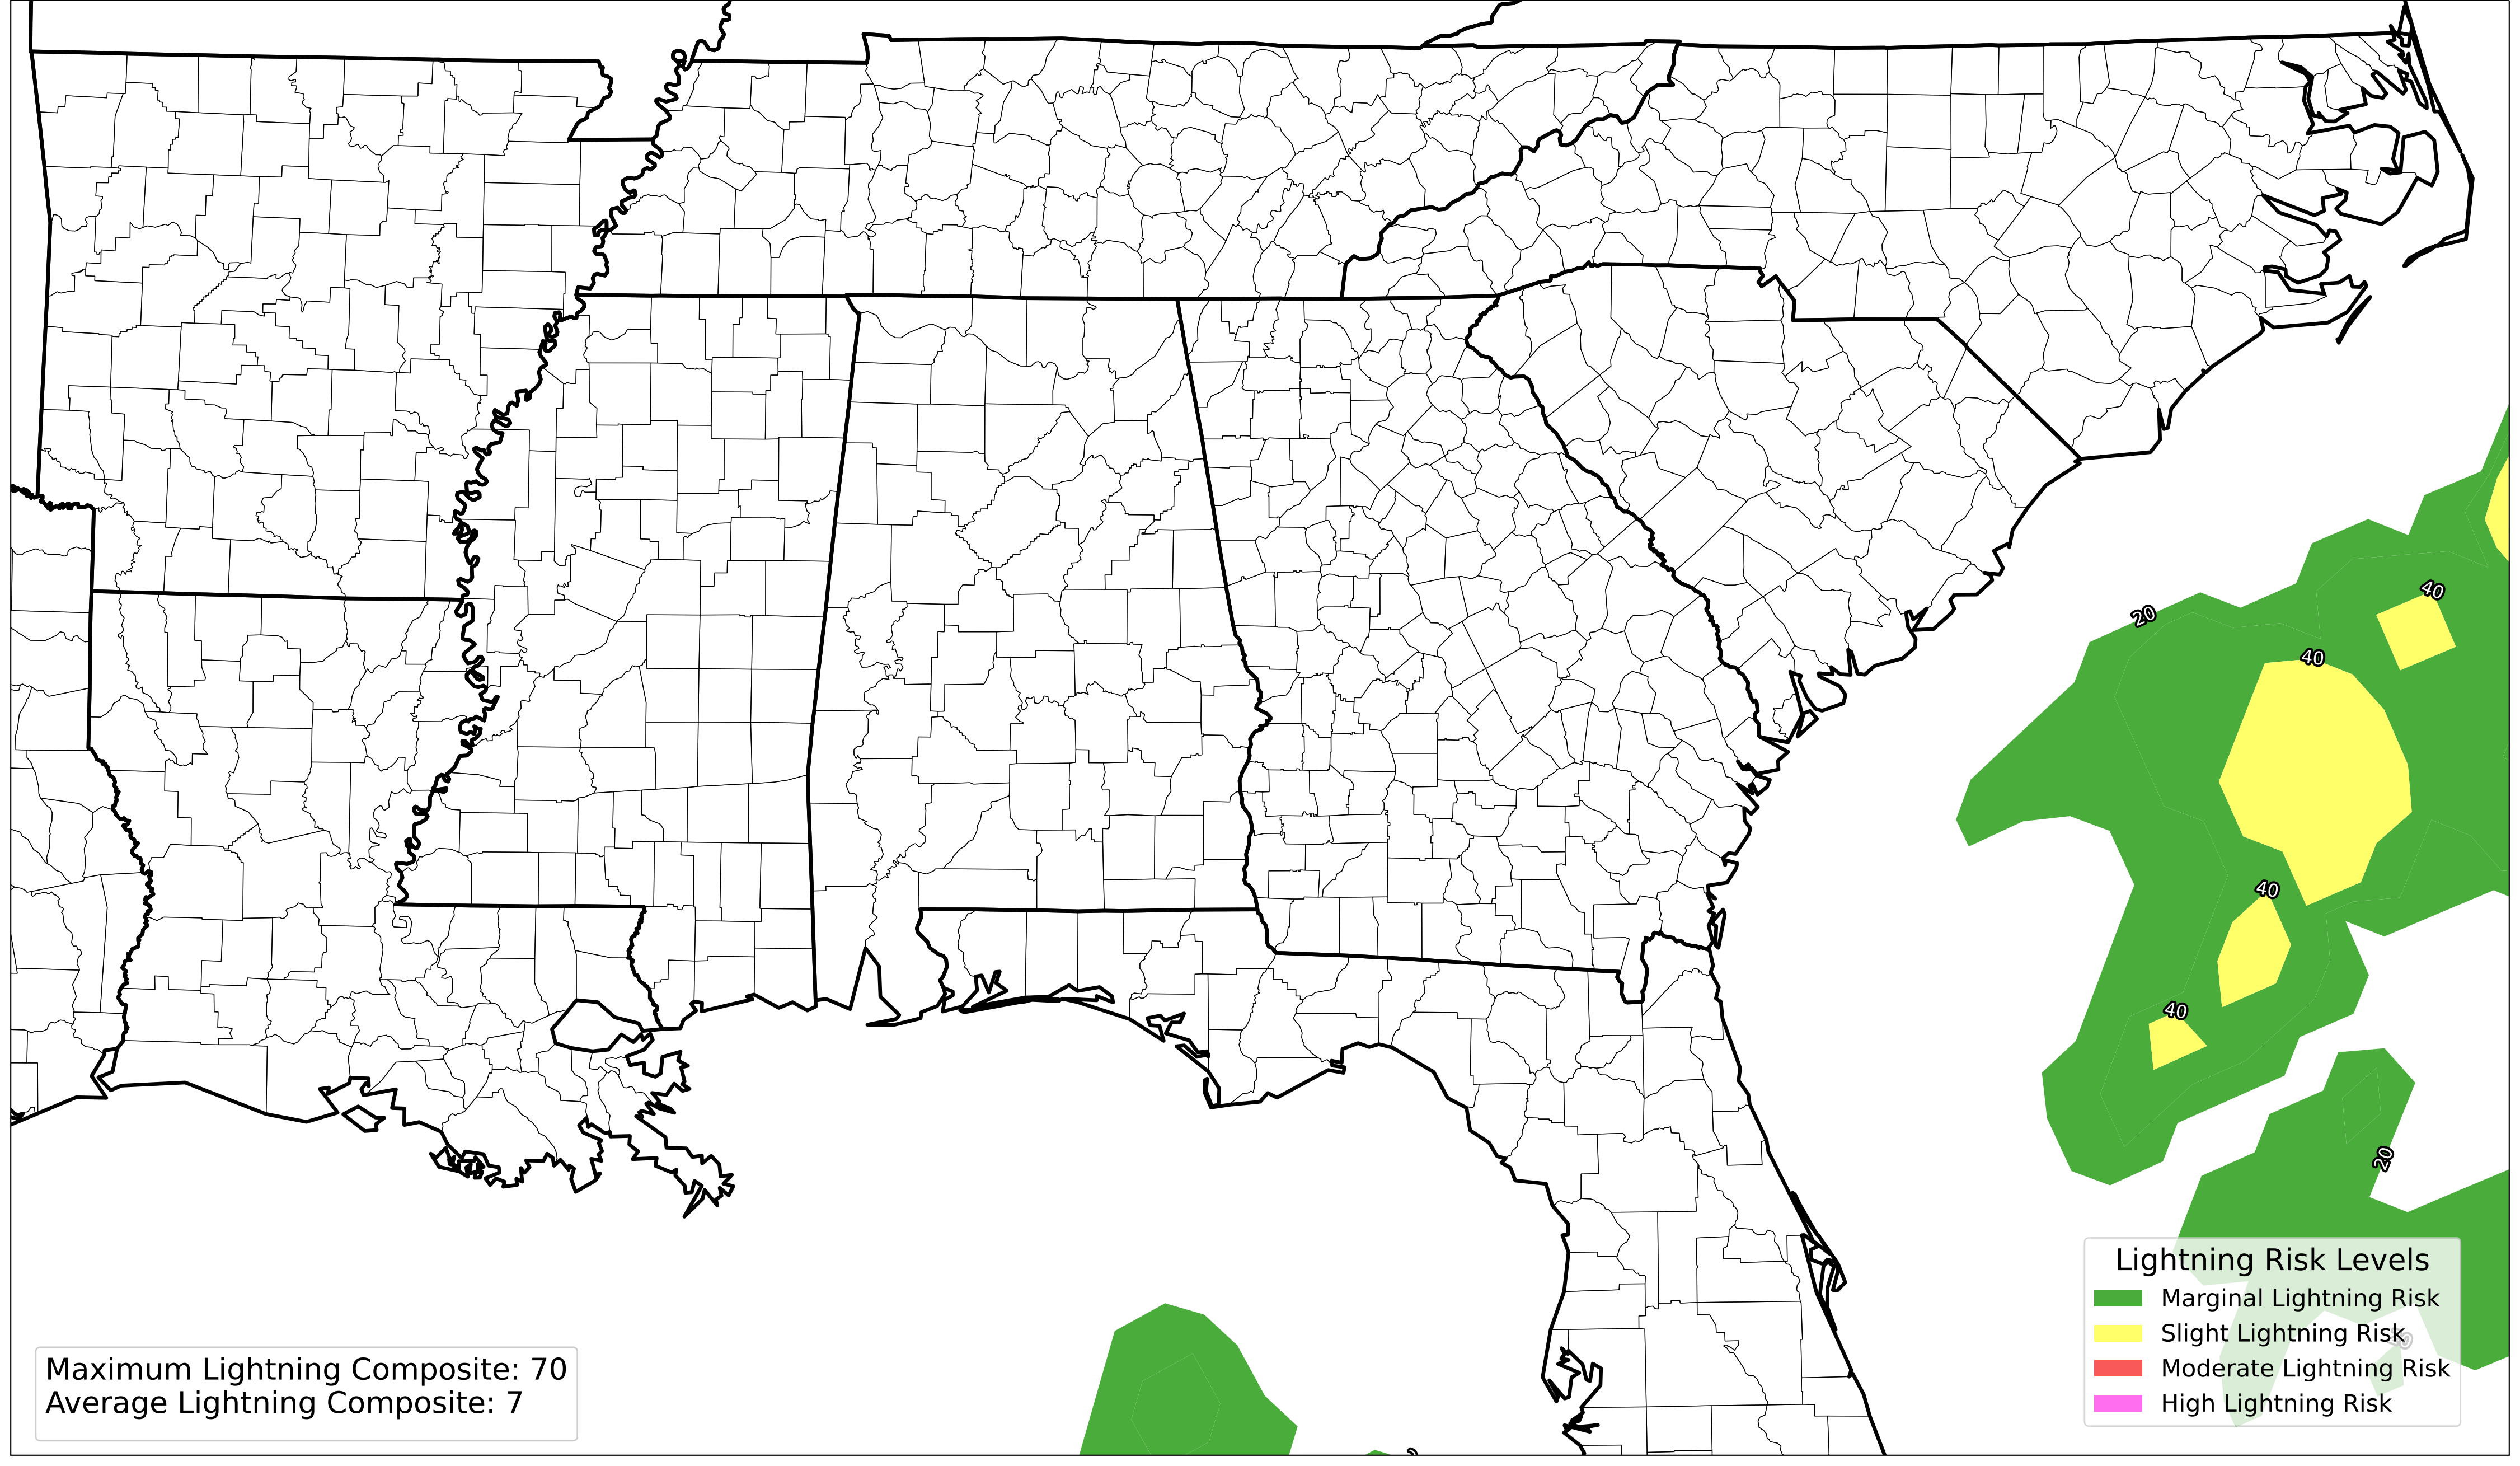 40
20
40
40
40
20
Lightning Risk Levels
Marginal Lightning Risk
Slight Lightning Risk
Moderate Lightning Risk
High Lightning Risk
Maximum Lightning Composite: 70
Average Lightning Composite: 7